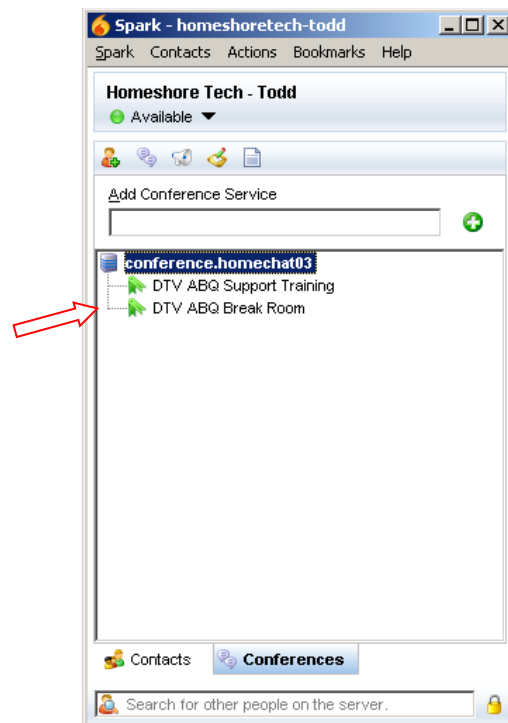 Spark - homeshoretech-todd
Spark Contacts Actions Bookmarks Help
Homeshore Tech - Todd
Available
Add Conference Service
conference.homechat03
DTV ABQ Support Training
DTV ABQ Break Room
Contacts Conferences
Search for other people on the server.